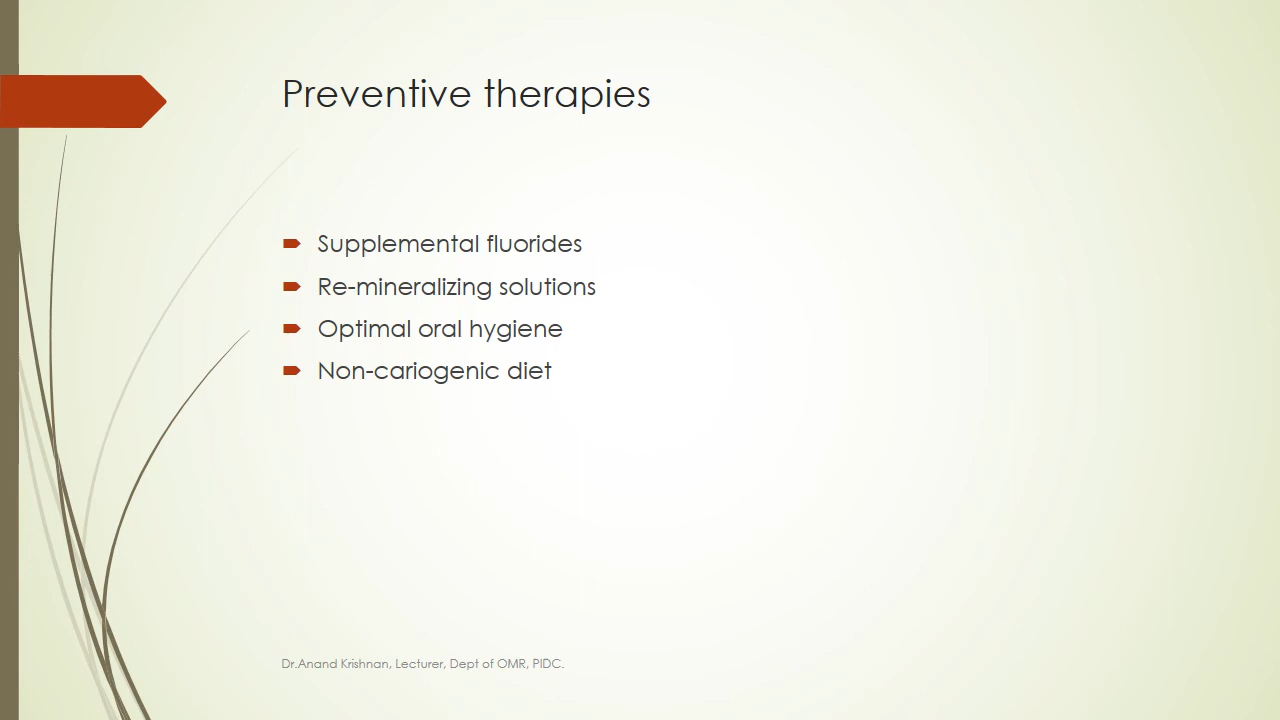 Preventive therapies
Supplemental fluorides
Re-mineralizing solutions
Optimal oral hygiene
Non-cariogenic diet
Dr.Anand Krishnan, Lecturer, Dept of OMR, PIDC.